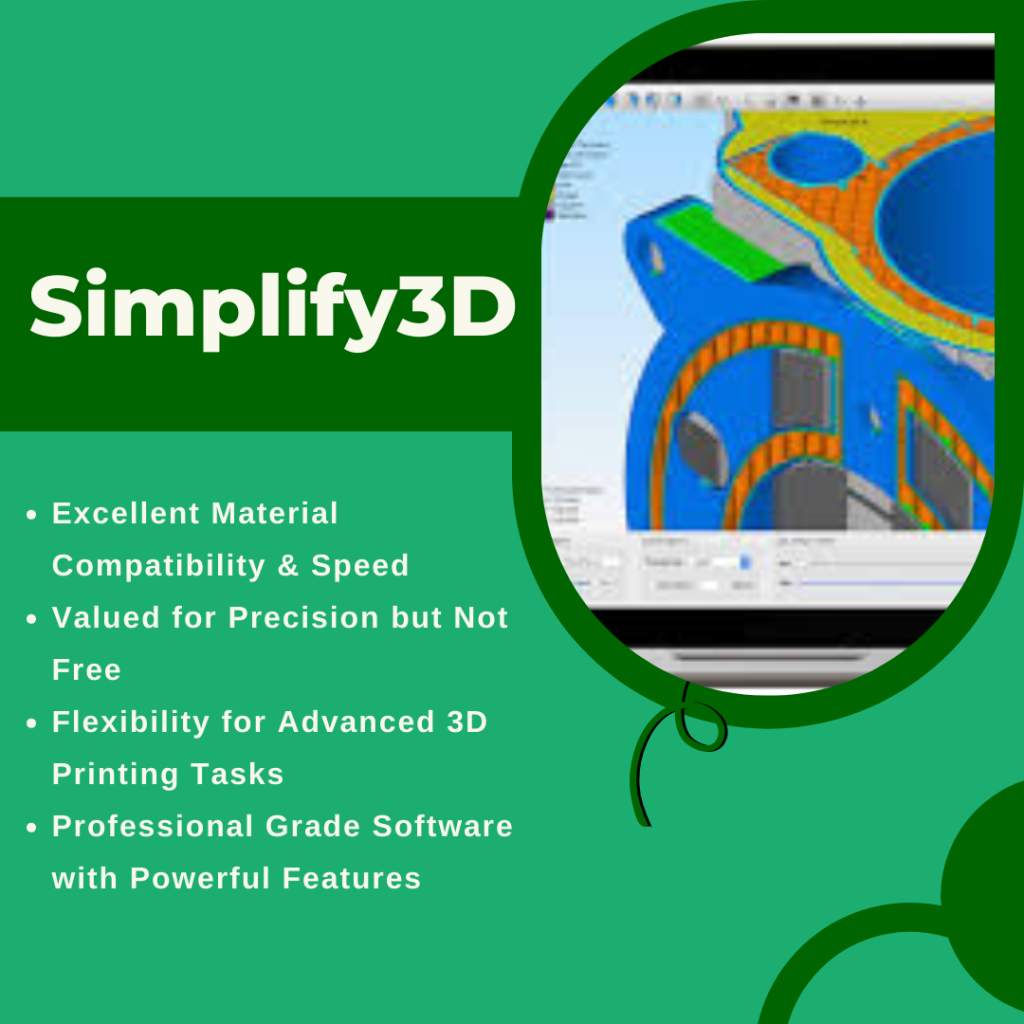 Simplify3D
• Excellent Material
Compatibility & Speed
• Valued for Precision but Not
Free
• Flexibility for Advanced 3D
Printing Tasks
• Professional Grade Software
with Powerful Features